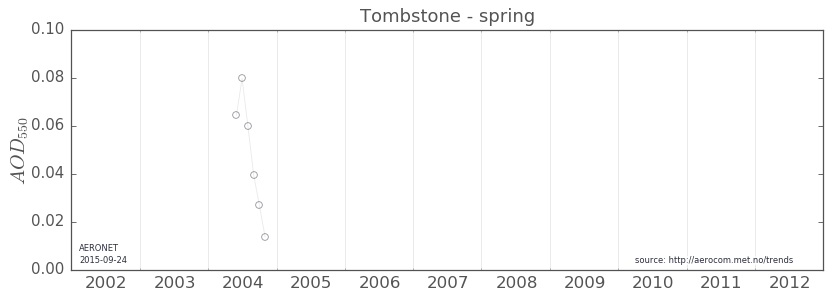 Tombstone - spring
0.10
0.08
0.06
0.04
0.02
0.00
AOD550
AERONET
2015-09-24
source: http://aerocom.met.no/trends
2002 2003 2004 2005 2006 2007 2008 2009 2010 2011 2012